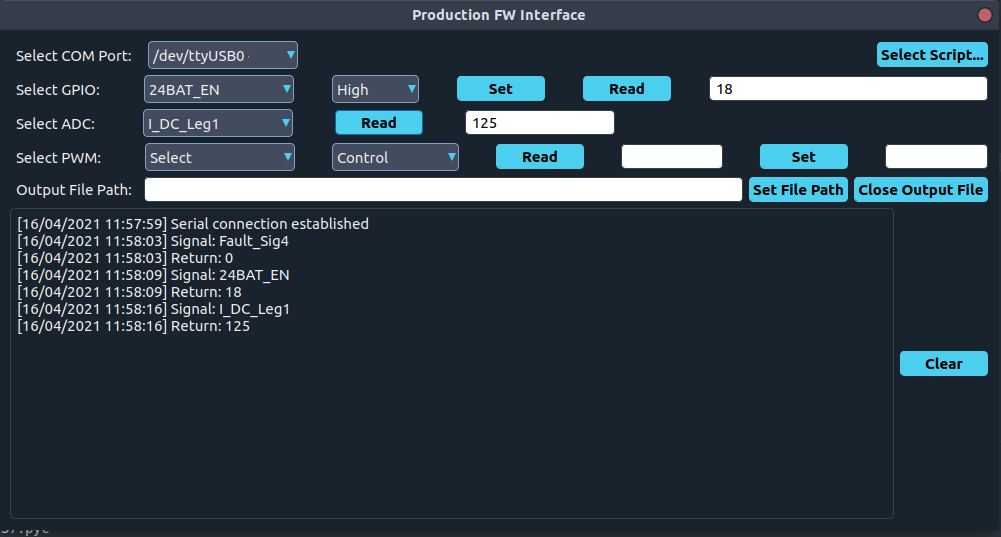 Production FW Interface
Select COM Port: /dev/ttyUSB0 Select Script...
Select GPIO: 24BAT_EN High Set Read 18
Select ADC: I_DC_Leg1 Read 125
Select PWM: Select Control Read Set
Output File Path: Set File Path Close Output File
[16/04/2021 11:57:59] Serial connection established
[16/04/2021 11:58:03] Signal: Fault_Sig4
[16/04/2021 11:58:03] Return: 0
[16/04/2021 11:58:09] Signal: 24BAT_EN
[16/04/2021 11:58:09] Return: 18
[16/04/2021 11:58:16] Signal: I_DC_Leg1
[16/04/2021 11:58:16] Return: 125
Clear